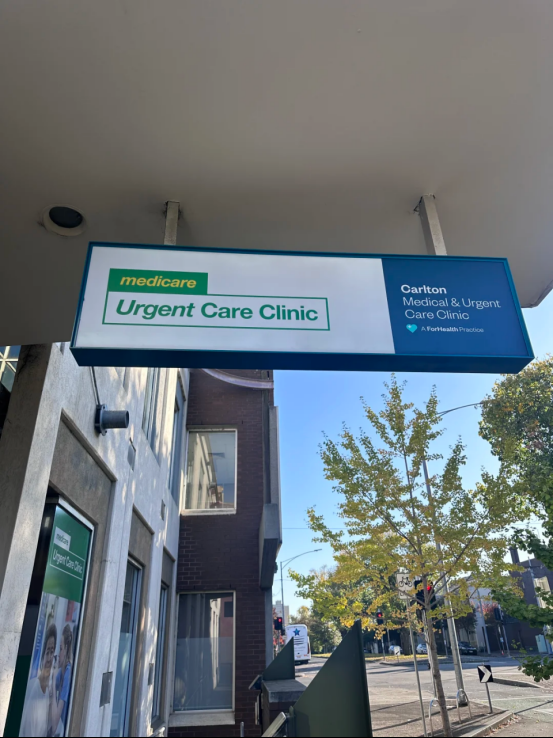 medicare
Urgent Care Clinic
Carlton
Medical & Urgent
Care Clinic
A ForHealth Practice
medicare
Urgent Care Clinic